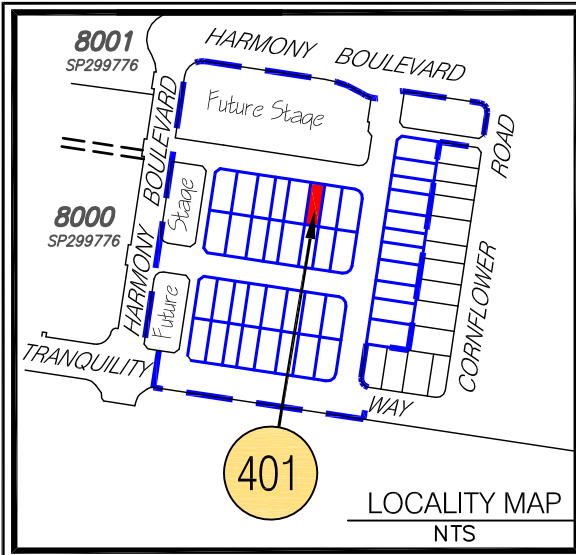 8001
SP299776
HARMONY BOULEVARD
Future Stage
HARMONY BOULEVARD
ROAD
Stage
8000
SP299776
Future
CORNFLOWER
TRANQUILITY
WAY
401
LOCALITY MAP
NTS